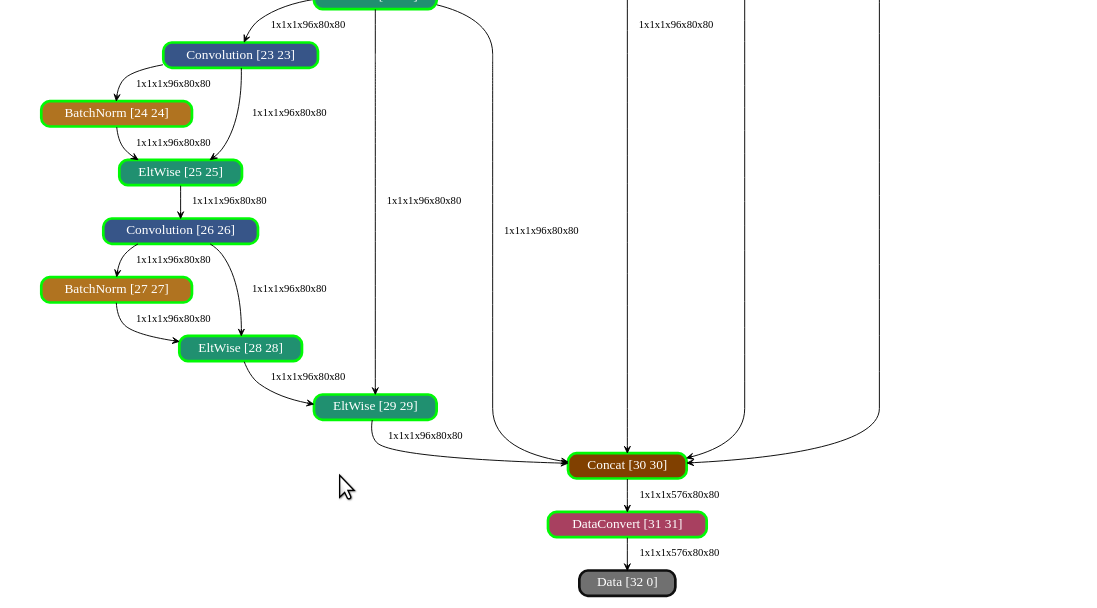 1x1x1x96x80x80
1x1x1x96x80x80
Convolution [23 23]
1x1x1x96x80x80
BatchNorm [24 24]
1x1x1x96x80x80
1x1x1x96x80x80
EltWise [25 25]
1x1x1x96x80x80
1x1x1x96x80x80
Convolution [26 26]
1x1x1x96x80x80
1x1x1x96x80x80
BatchNorm [27 27]
1x1x1x96x80x80
1x1x1x96x80x80
EltWise [28 28]
1x1x1x96x80x80
EltWise [29 29]
1x1x1x96x80x80
Concat [30 30]
1x1x1x576x80x80
DataConvert [31 31]
1x1x1x576x80x80
Data [32 0]